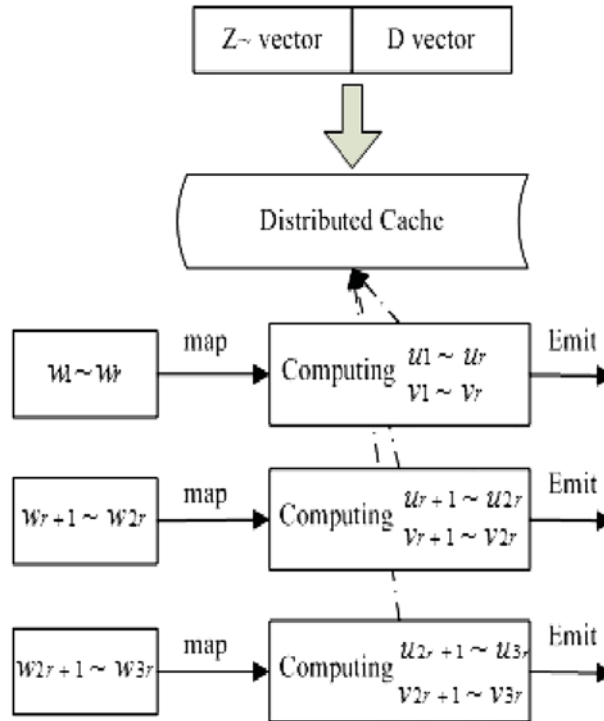 Z~ vector D vector
Distributed Cache
w1 ~ wr map Computing u1 ~ ur Emit
v1 ~ vr
wr+1 ~ w2r map Computing ur+1 ~ u2r Emit
vr+1 ~ v2r
w2r+1 ~ w3r map Computing u2r+1 ~ u3r Emit
v2r+1 ~ v3r